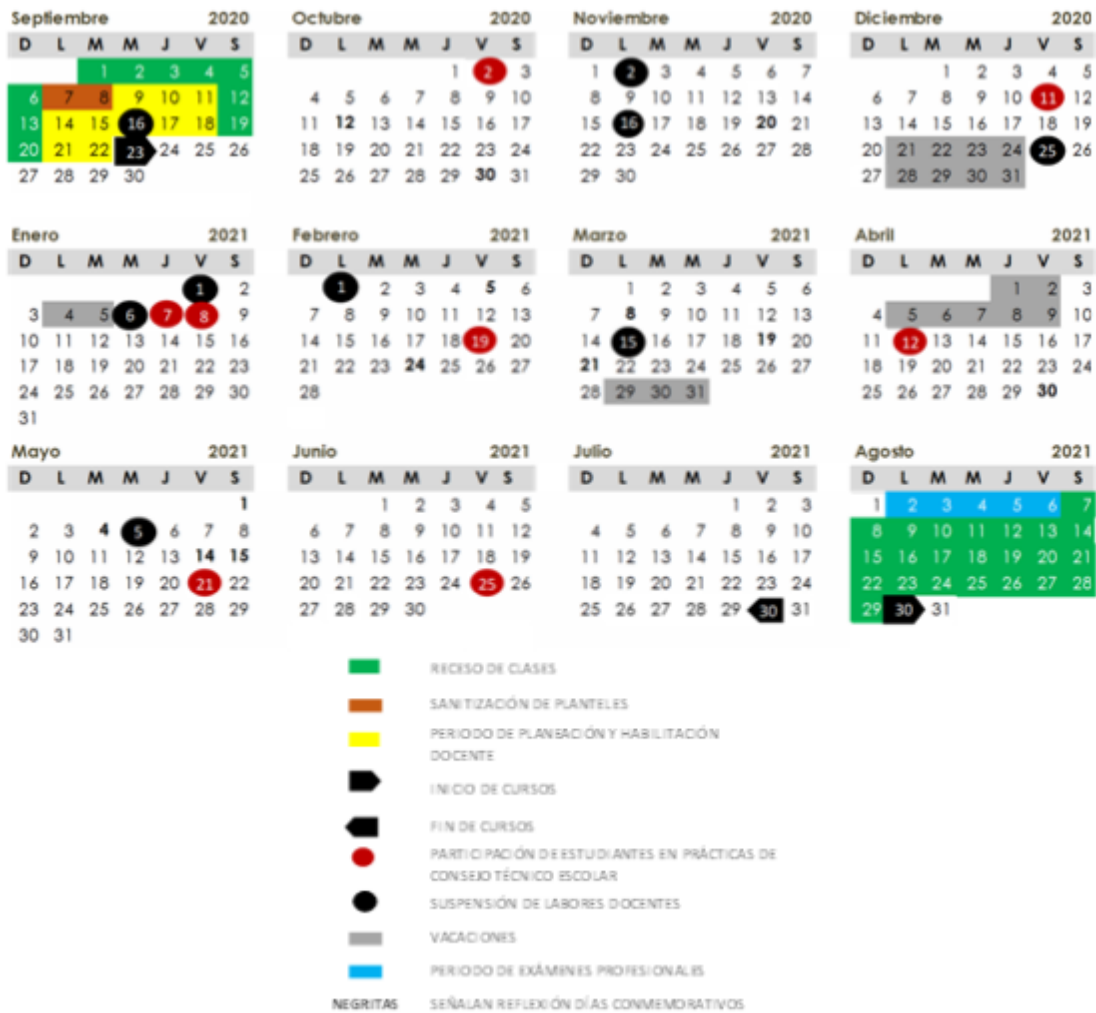 Septiembre 2020 Octubre 2020 Noviembre 2020 Diciembre 2020
D L M M J V S D L M M J V S D L M M J V S D L M M J V S
1 2 3 4 5 1 2 3 1 2 3 4 5 6 7 1 2 3 4 5
6 7 8 9 10 11 12 4 5 6 7 8 9 10 8 9 10 11 12 13 14 6 7 8 9 10 11 12
13 14 15 16 17 18 19 11 12 13 14 15 16 17 15 16 17 18 19 20 21 13 14 15 16 17 18 19
20 21 22 23 24 25 26 18 19 20 21 22 23 24 22 23 24 25 26 27 28 20 21 22 23 24 25 26
27 28 29 30 25 26 27 28 29 30 31 29 30 27 28 29 30 31
Enero 2021 Febrero 2021 Marzo 2021 Abril 2021
D L M M J V S D L M M J V S D L M M J V S D L M M J V S
1 2 1 2 3 4 5 6 1 2 3 4 5 6 1 2 3
3 4 5 6 7 8 9 7 8 9 10 11 12 13 7 8 9 10 11 12 13 4 5 6 7 8 9 10
10 11 12 13 14 15 16 14 15 16 17 18 19 20 14 15 16 17 18 19 20 11 12 13 14 15 16 17
17 18 19 20 21 22 23 21 22 23 24 25 26 27 21 22 23 24 25 26 27 18 19 20 21 22 23 24
24 25 26 27 28 29 30 28 28 29 30 31 25 26 27 28 29 30
31
Mayo 2021 Junio 2021 Julio 2021 Agosto 2021
D L M M J V S D L M M J V S D L M M J V S D L M M J V S
1 1 2 3 4 5 1 2 3 1 2 3 4 5 6 7
2 3 4 5 6 7 8 6 7 8 9 10 11 12 4 5 6 7 8 9 10 8 9 10 11 12 13 14
9 10 11 12 13 14 15 13 14 15 16 17 18 19 11 12 13 14 15 16 17 15 16 17 18 19 20 21
16 17 18 19 20 21 22 20 21 22 23 24 25 26 18 19 20 21 22 23 24 22 23 24 25 26 27 28
23 24 25 26 27 28 29 27 28 29 30 25 26 27 28 29 30 31 29 30 31
30 31
RECESO DE CLASES
SANITIZACIÓN DE PLANTELES
PERIODO DE PLANEACIÓN Y HABILITACIÓN
DOCENTE
INICIO DE CURSOS
FIN DE CURSOS
PARTICIPACIÓN DE ESTUDIANTES EN PRÁCTICAS DE
CONSEJO TÉCNICO ESCOLAR
SUSPENSIÓN DE LABORES DOCENTES
VACACIONES
PERIODO DE EXÁMENES PROFESIONALES
NEGRITAS SEÑALAN REFLEXIÓN DÍAS CONMEMORATIVOS